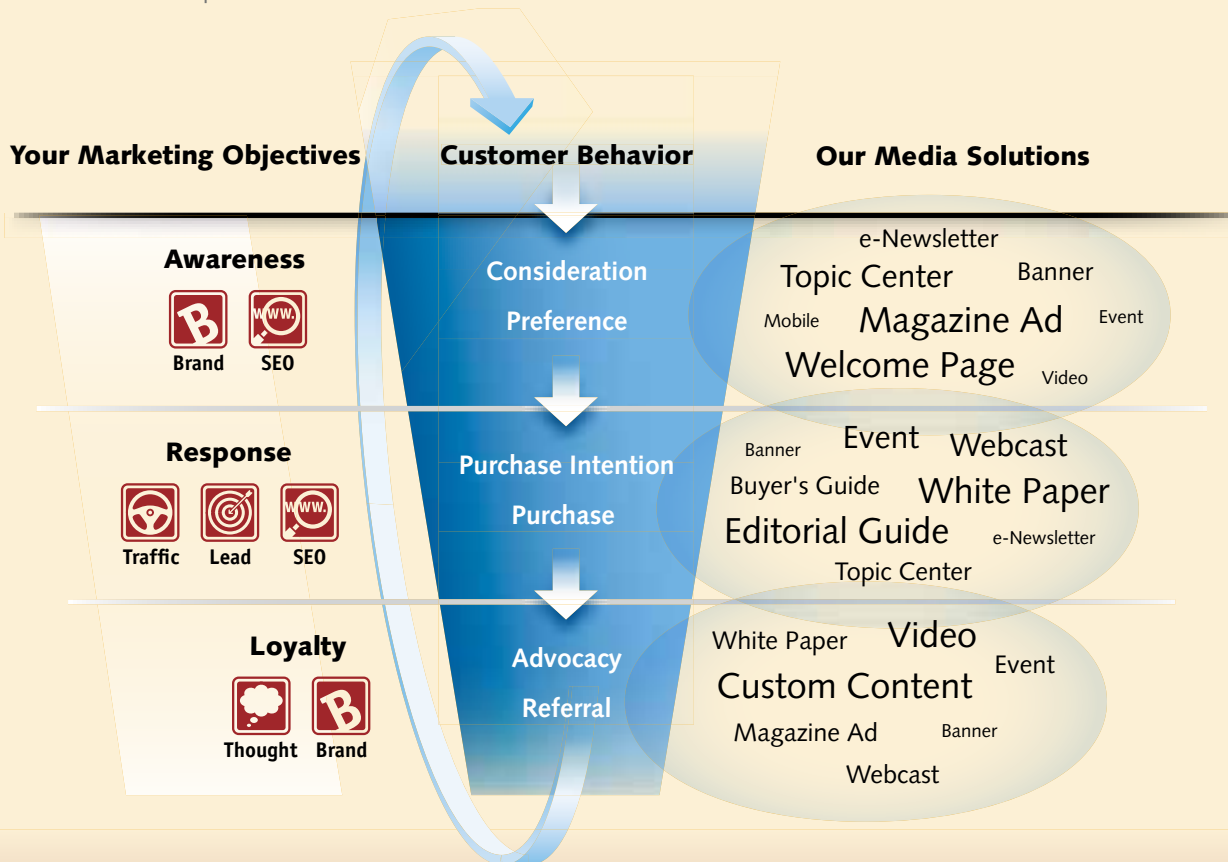 Your Marketing Objectives
Customer Behavior
Our Media Solutions
Awareness
B
Brand
www.
SEO
Consideration
Preference
e-Newsletter
Topic Center
Banner
Mobile
Magazine Ad
Event
Welcome Page
Video
Response
Traffic
Lead
www.
SEO
Purchase Intention
Purchase
Banner
Event
Webcast
Buyer's Guide
White Paper
Editorial Guide
e-Newsletter
Topic Center
Loyalty
Thought
B
Brand
Advocacy
Referral
White Paper
Video
Event
Custom Content
Magazine Ad
Banner
Webcast